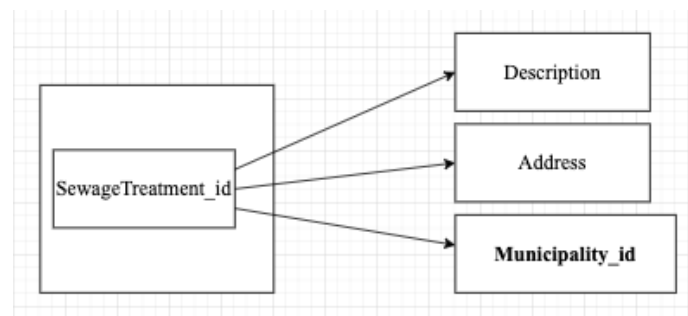 Description
SewageTreatment_id
Address
Municipality_id